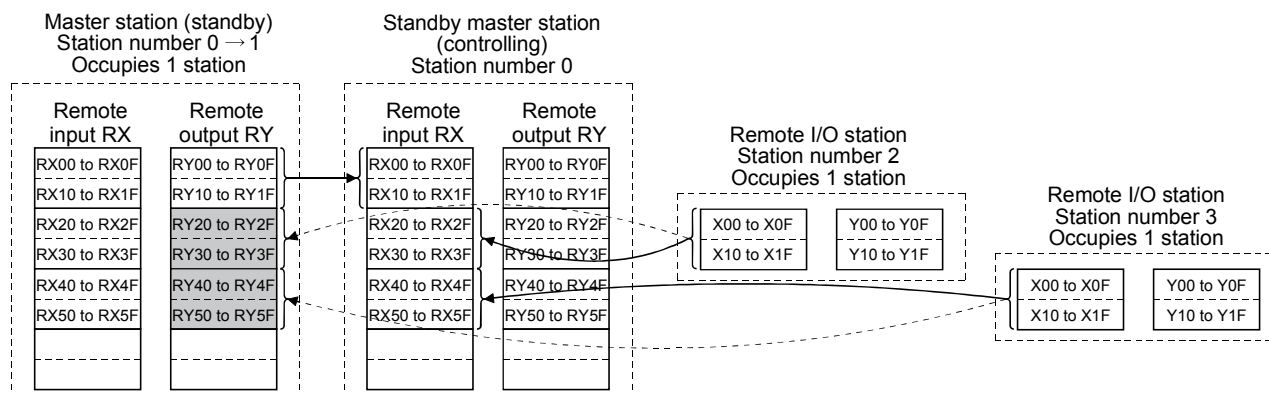 Master station (standby)
Station number 0 → 1
Occupies 1 station
Standby master station
(controlling)
Station number 0
Remote
input RX
Remote
output RY
Remote
input RX
Remote
output RY
RX00 to RX0F
RX10 to RX1F
RX20 to RX2F
RX30 to RX3F
RX40 to RX4F
RX50 to RX5F
RY00 to RY0F
RY10 to RY1F
RY20 to RY2F
RY30 to RY3F
RY40 to RY4F
RY50 to RY5F
RX00 to RX0F
RX10 to RX1F
RX20 to RX2F
RX30 to RX3F
RX40 to RX4F
RX50 to RX5F
RY00 to RY0F
RY10 to RY1F
RY20 to RY2F
RY30 to RY3F
RY40 to RY4F
RY50 to RY5F
Remote I/O station
Station number 2
Occupies 1 station
X00 to X0F
X10 to X1F
Y00 to Y0F
Y10 to Y1F
Remote I/O station
Station number 3
Occupies 1 station
X00 to X0F
X10 to X1F
Y00 to Y0F
Y10 to Y1F